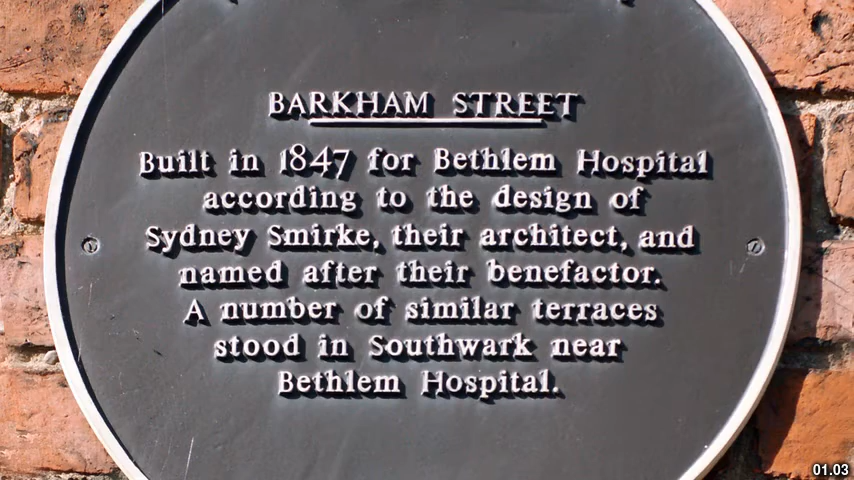 BARKHAM STREET
Built in 1847 for Bethlem Hospital
according to the design of
Sydney Smirke, their architect, and
named after their benefactor.
A number of similar terraces
stood in Southwark near
Bethlem Hospital.
01.03